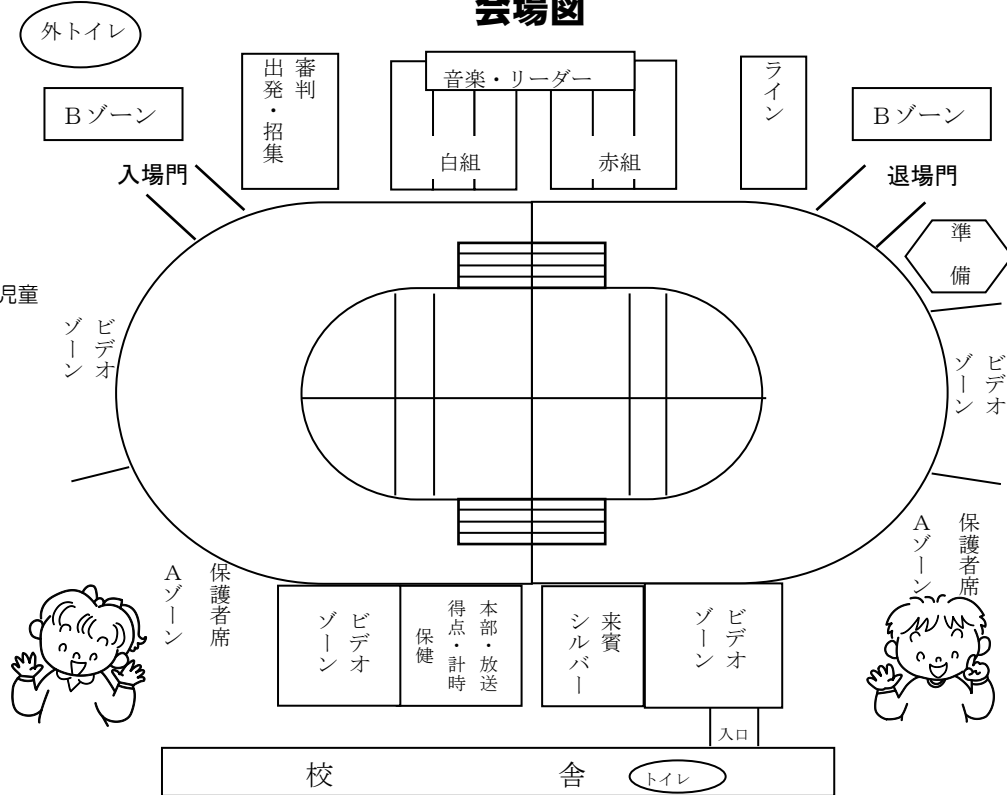 会場図
外トイレ
審判
出発・招集
音楽・リーダー
ライン
Bゾーン
Bゾーン
入場門
白組
赤組
退場門
準備
児童
ビデオ
ゾーン
ビデオ
ゾーン
保護者席
Aゾーン
保護者席
Aゾーン
ビデオ
ゾーン
本部・放送
得点・計時
保健
来賓
シルバー
ビデオ
ゾーン
入口
校舎
トイレ